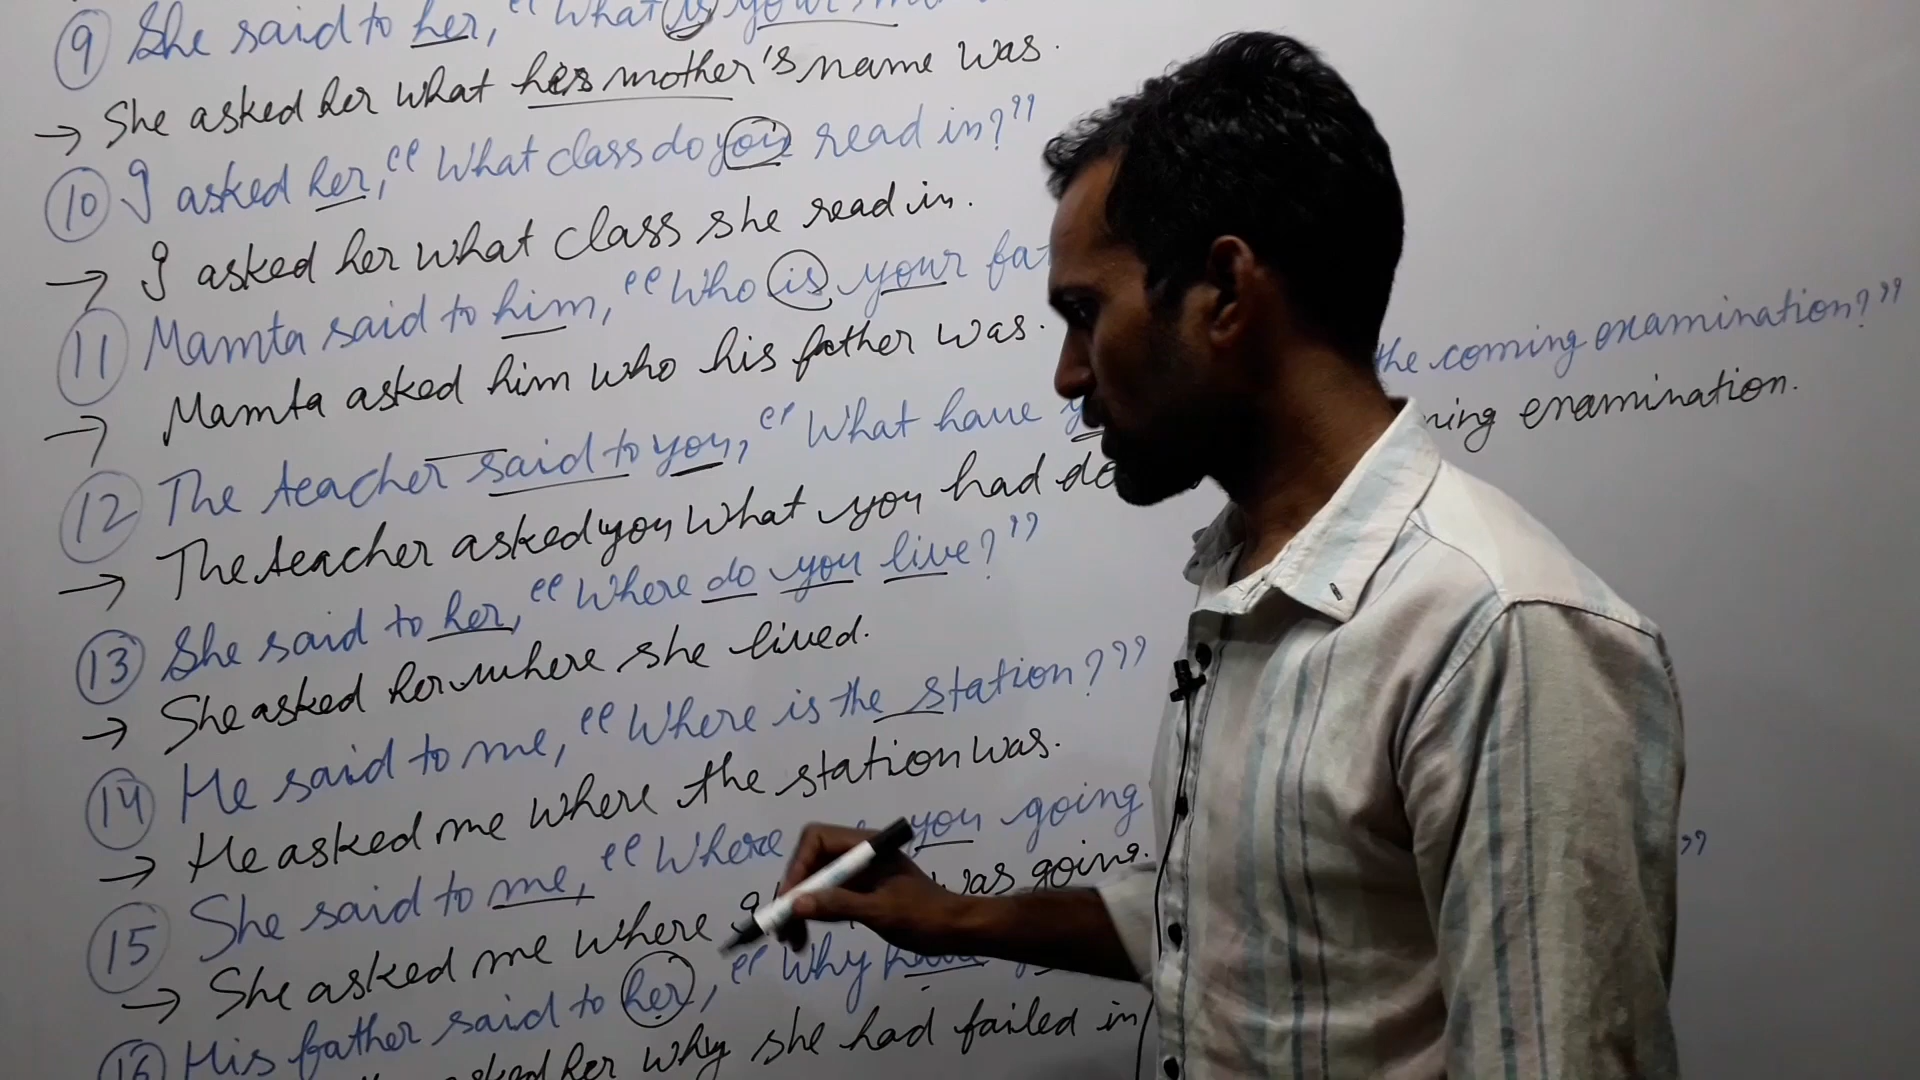 9 She said to her, "What is your
→ She asked her what her mother's name was.
10 I asked her, "What class do you read in?"
→ I asked her what class she read in.
11 Mamta said to him, "Who is your fat
→ Mamta asked him who his father was.
12 The teacher said to you, "What have
→ The teacher asked you what you had do
13 She said to her, "Where do you live?"
→ She asked her where she lived.
14 He said to me, "Where is the station?"
→ He asked me where the station was.
15 She said to me, "Where you going
→ She asked me where I was going.
16 His father said to her, "Why have "
asked her why she had failed in
the coming examination?"
ming examination.